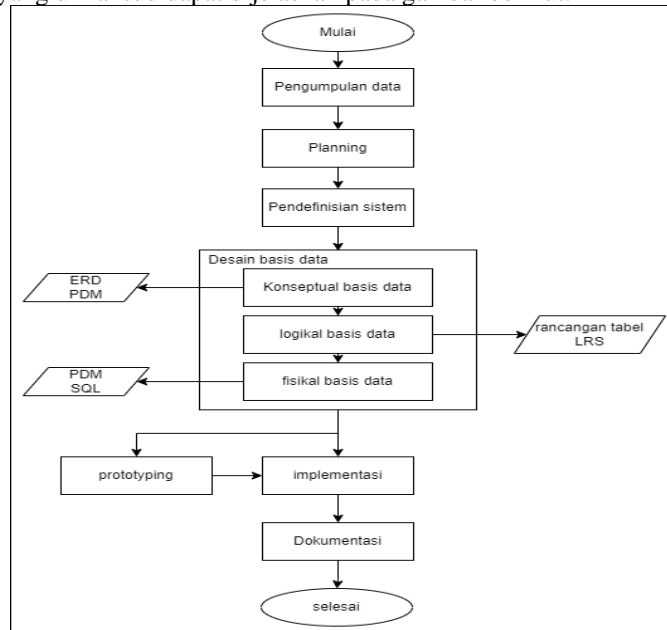 Mulai
Pengumpulan data
Planning
Pendefinisian sistem
Desain basis data
ERD
PDM
Konseptual basis data
logikal basis data
rancangan tabel
LRS
PDM
SQL
fisikal basis data
prototyping
implementasi
Dokumentasi
selesai